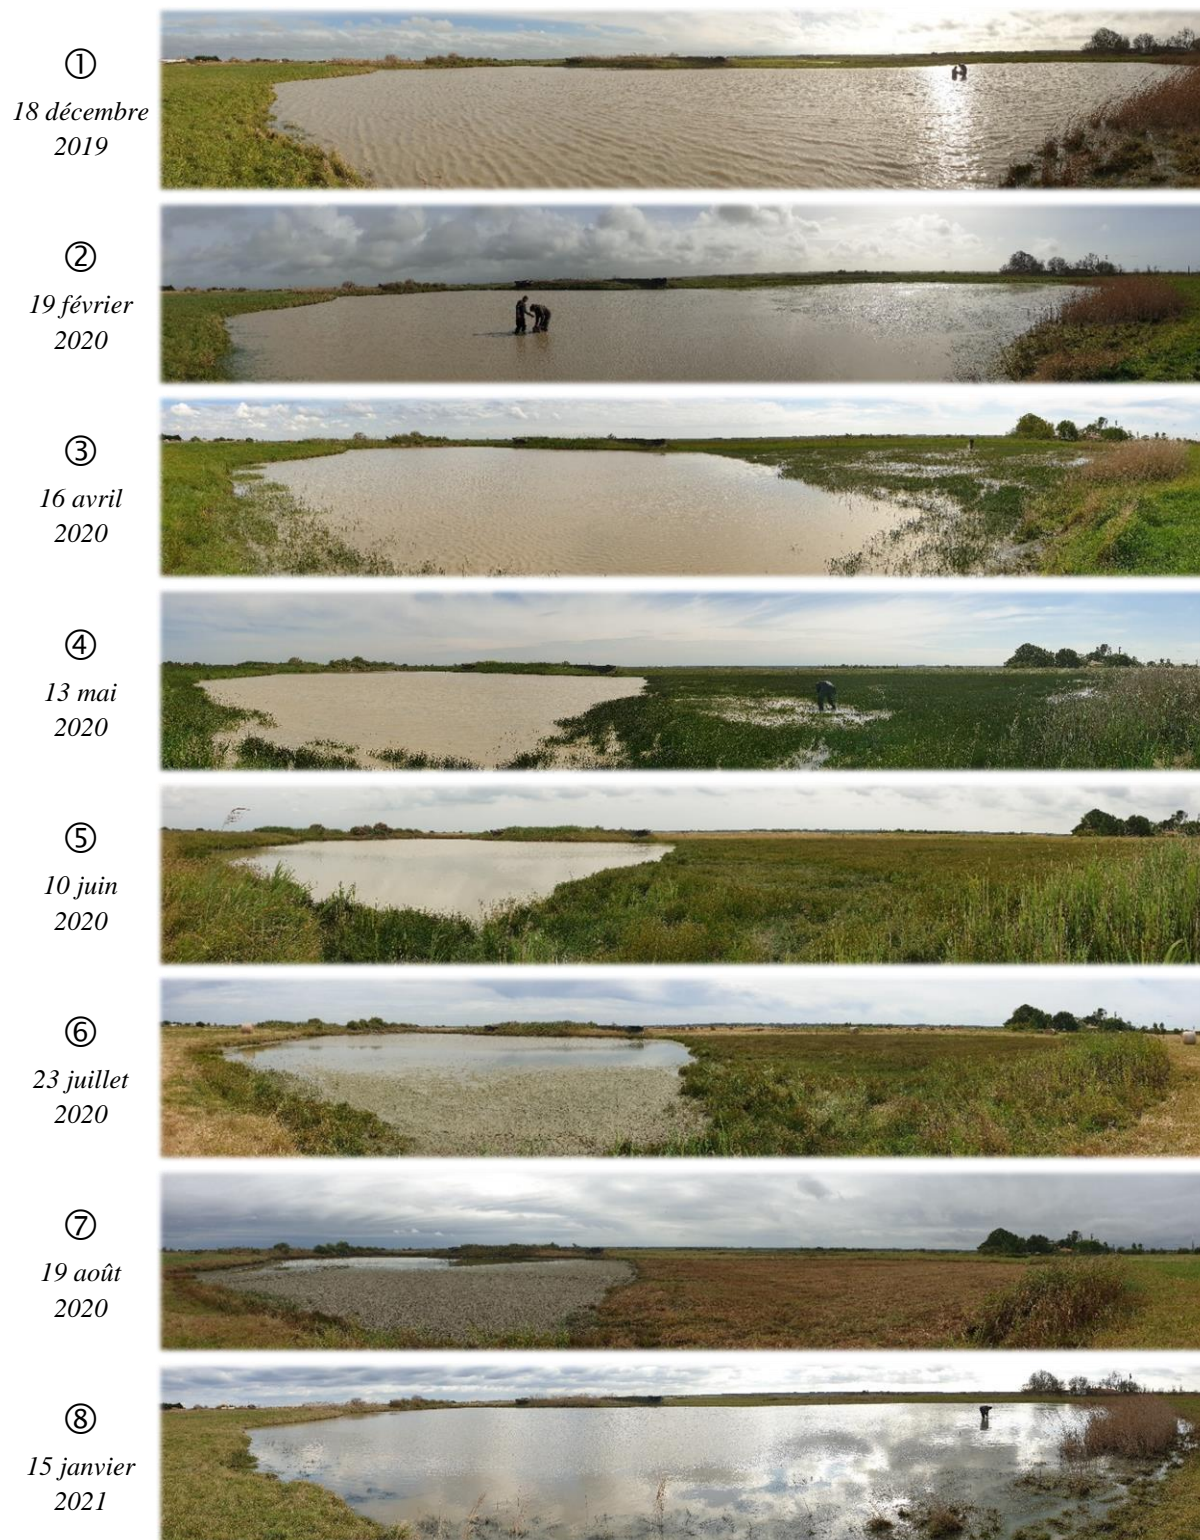 ①
18 décembre
2019
②
19 février
2020
③
16 avril
2020
④
13 mai
2020
⑤
10 juin
2020
⑥
23 juillet
2020
⑦
19 août
2020
⑧
15 janvier
2021